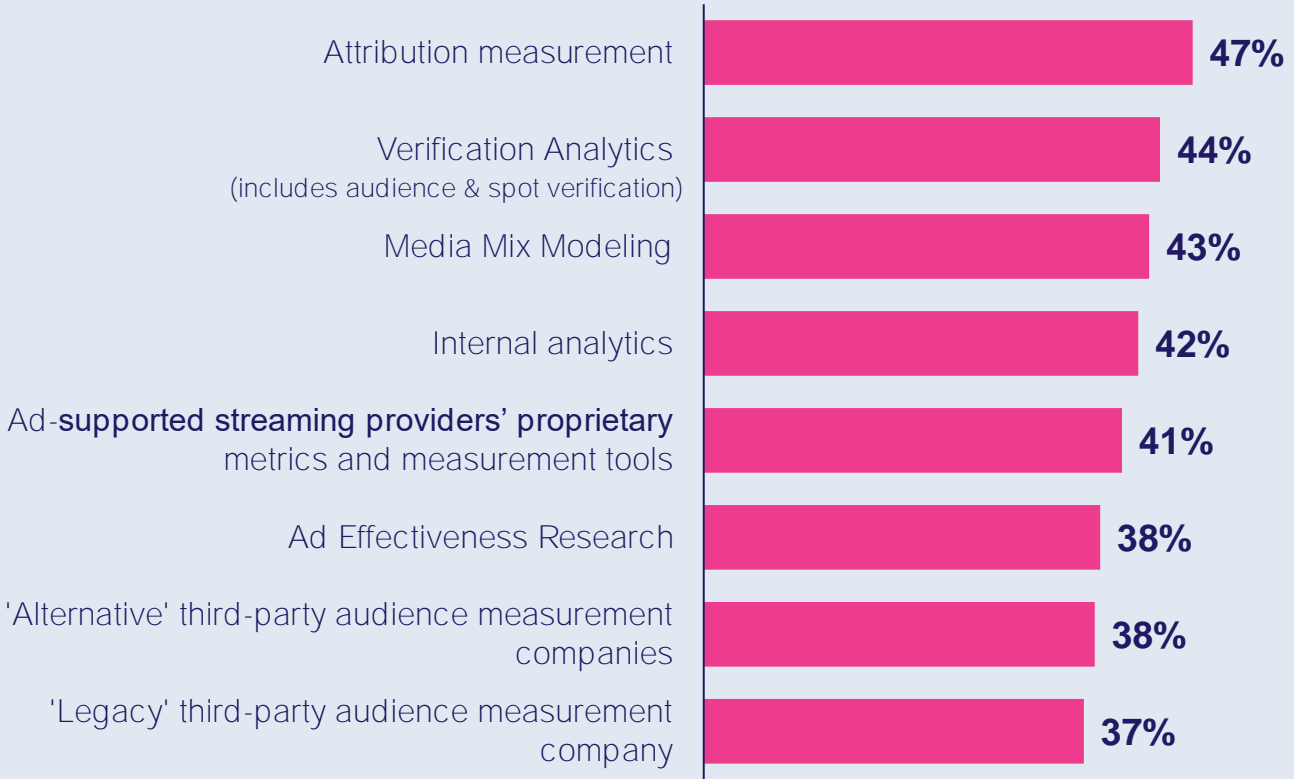 Attribution measurement
47%
Verification Analytics
(includes audience & spot verification)
44%
Media Mix Modeling
43%
Internal analytics
42%
Ad-supported streaming providers’ proprietary
metrics and measurement tools
41%
Ad Effectiveness Research
38%
'Alternative' third-party audience measurement
companies
38%
'Legacy' third-party audience measurement
company
37%